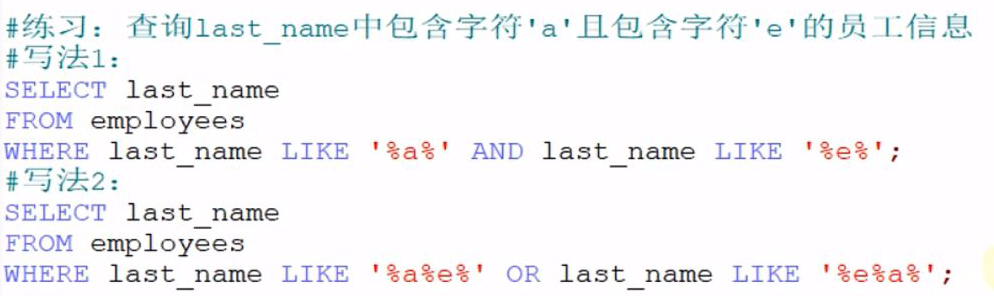 #练习：查询last_name中包含字符'a'且包含字符'e'的员工信息
#写法1：
SELECT last_name
FROM employees
WHERE last_name LIKE '%a%' AND last_name LIKE '%e%';
#写法2：
SELECT last_name
FROM employees
WHERE last_name LIKE '%a%e%' OR last_name LIKE '%e%a%';